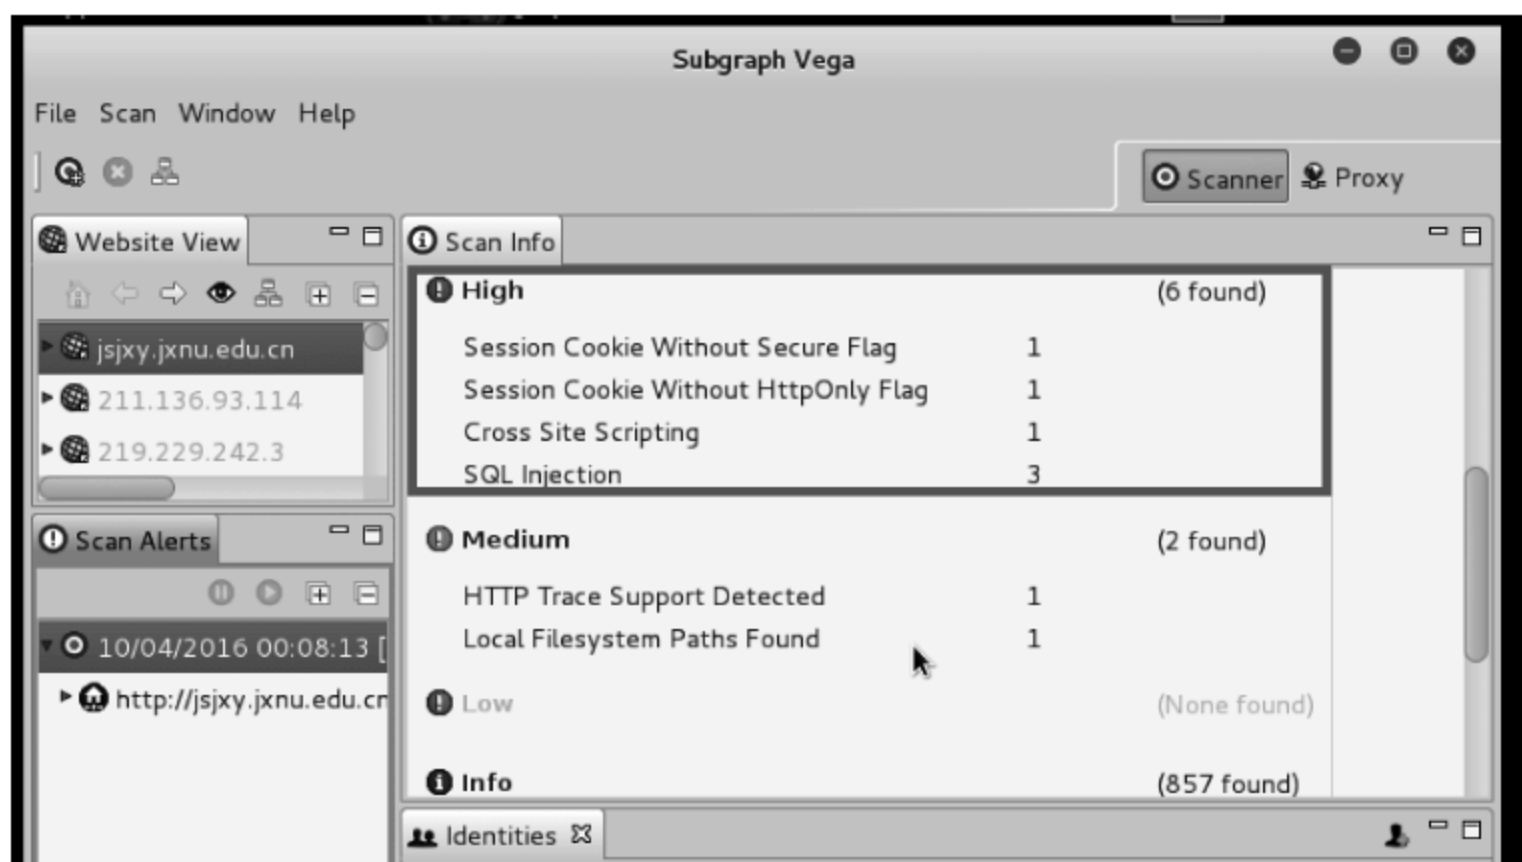 Subgraph Vega
File Scan Window Help
Scanner Proxy
Website View
jsjxy.jxnu.edu.cn
211.136.93.114
219.229.242.3
Scan Alerts
10/04/2016 00:08:13 [
http://jsjxy.jxnu.edu.cn
Scan Info
High (6 found)
Session Cookie Without Secure Flag 1
Session Cookie Without HttpOnly Flag 1
Cross Site Scripting 1
SQL Injection 3
Medium (2 found)
HTTP Trace Support Detected 1
Local Filesystem Paths Found 1
Low (None found)
Info (857 found)
Identities